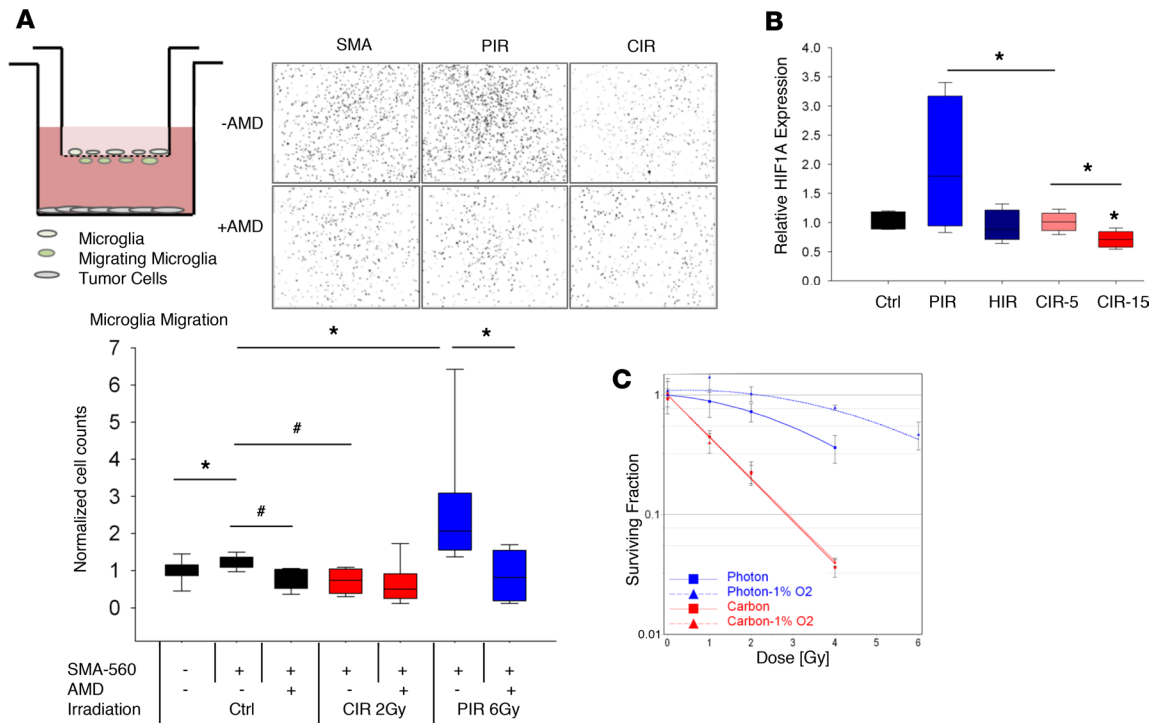 A
SMA PIR CIR
-AMD
+AMD
Microglia
Migrating Microglia
Tumor Cells
Microglia Migration
Normalized cell counts
7
6
5
4
3
2
1
0
* # # * *
SMA-560 - + + + + + +
AMD - - + - + - +
Irradiation Ctrl CIR 2Gy PIR 6Gy
B
Relative HIF1A Expression
4.0
3.5
3.0
2.5
2.0
1.5
1.0
0.5
0.0
* * *
Ctrl PIR HIR CIR-5 CIR-15
C
Surviving Fraction
1
0.1
0.01
Photon
Photon-1% O2
Carbon
Carbon-1% O2
0 1 2 3 4 5 6
Dose [Gy]